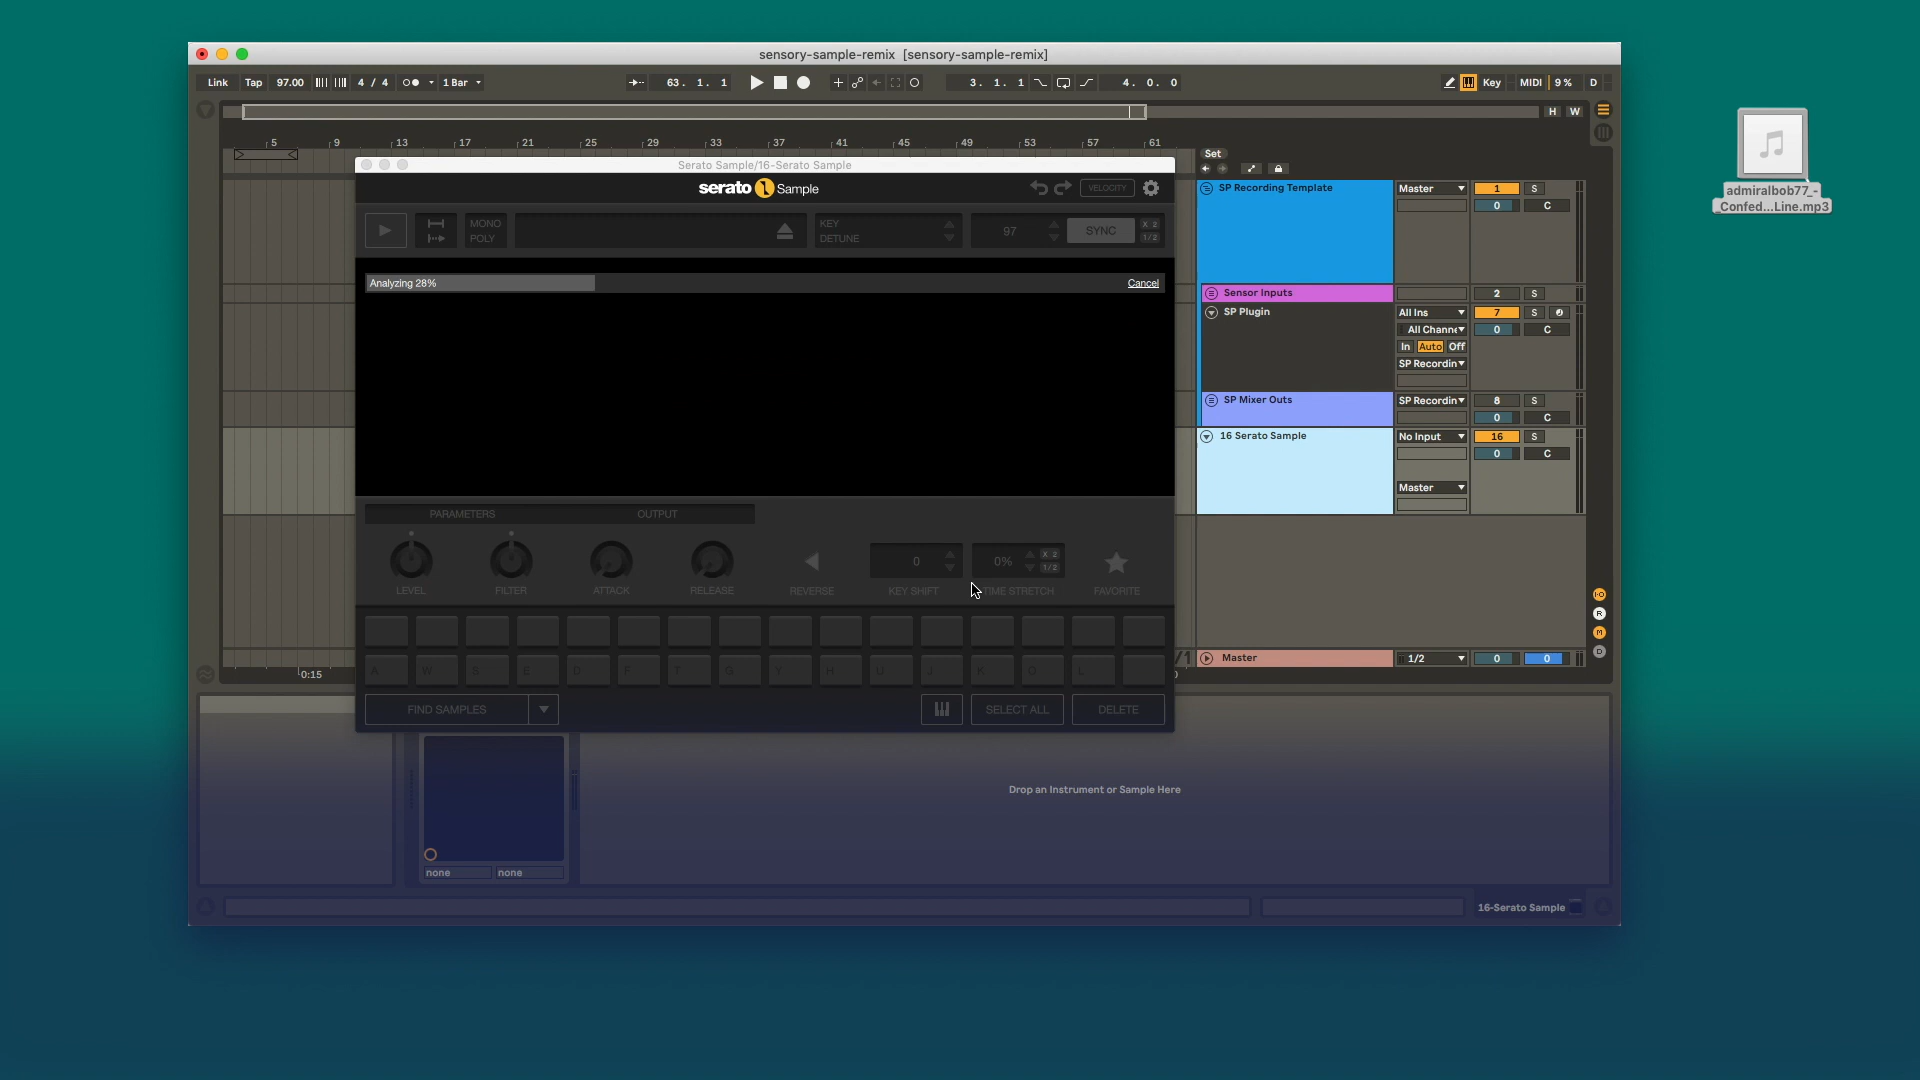 sensory-sample-remix [sensory-sample-remix]
Link Tap 97.00 4 / 4 1 Bar 63. 1. 1 3. 1. 1 4. 0. 0 Key MIDI 9 % D
H W
5 9 13 17 21 25 29 33 37 41 45 49 53 57 61
Set
Serato Sample/16-Serato Sample
serato Sample
VELOCITY
MONO
POLY
KEY
DETUNE
97
SYNC
X 2
1/2
Analyzing 28%
Cancel
PARAMETERS OUTPUT
0
0%
X 2
1/2
LEVEL FILTER ATTACK RELEASE REVERSE KEY SHIFT TIME STRETCH FAVORITE
A W S E D F T G Y H U J K O L
FIND SAMPLES SELECT ALL DELETE
SP Recording Template Master 1 S
0 C
Sensor Inputs 2 S
SP Plugin All Ins 7 S
All Channe 0 C
In Auto Off
SP Recordin
SP Mixer Outs SP Recordin 8 S
0 C
16 Serato Sample No Input 16 S
0 C
Master
R
M
D
Master 1/2 0 0
0:15
/1
Drop an Instrument or Sample Here
none none
16-Serato Sample
admiralbob77_-
_Confed...Line.mp3